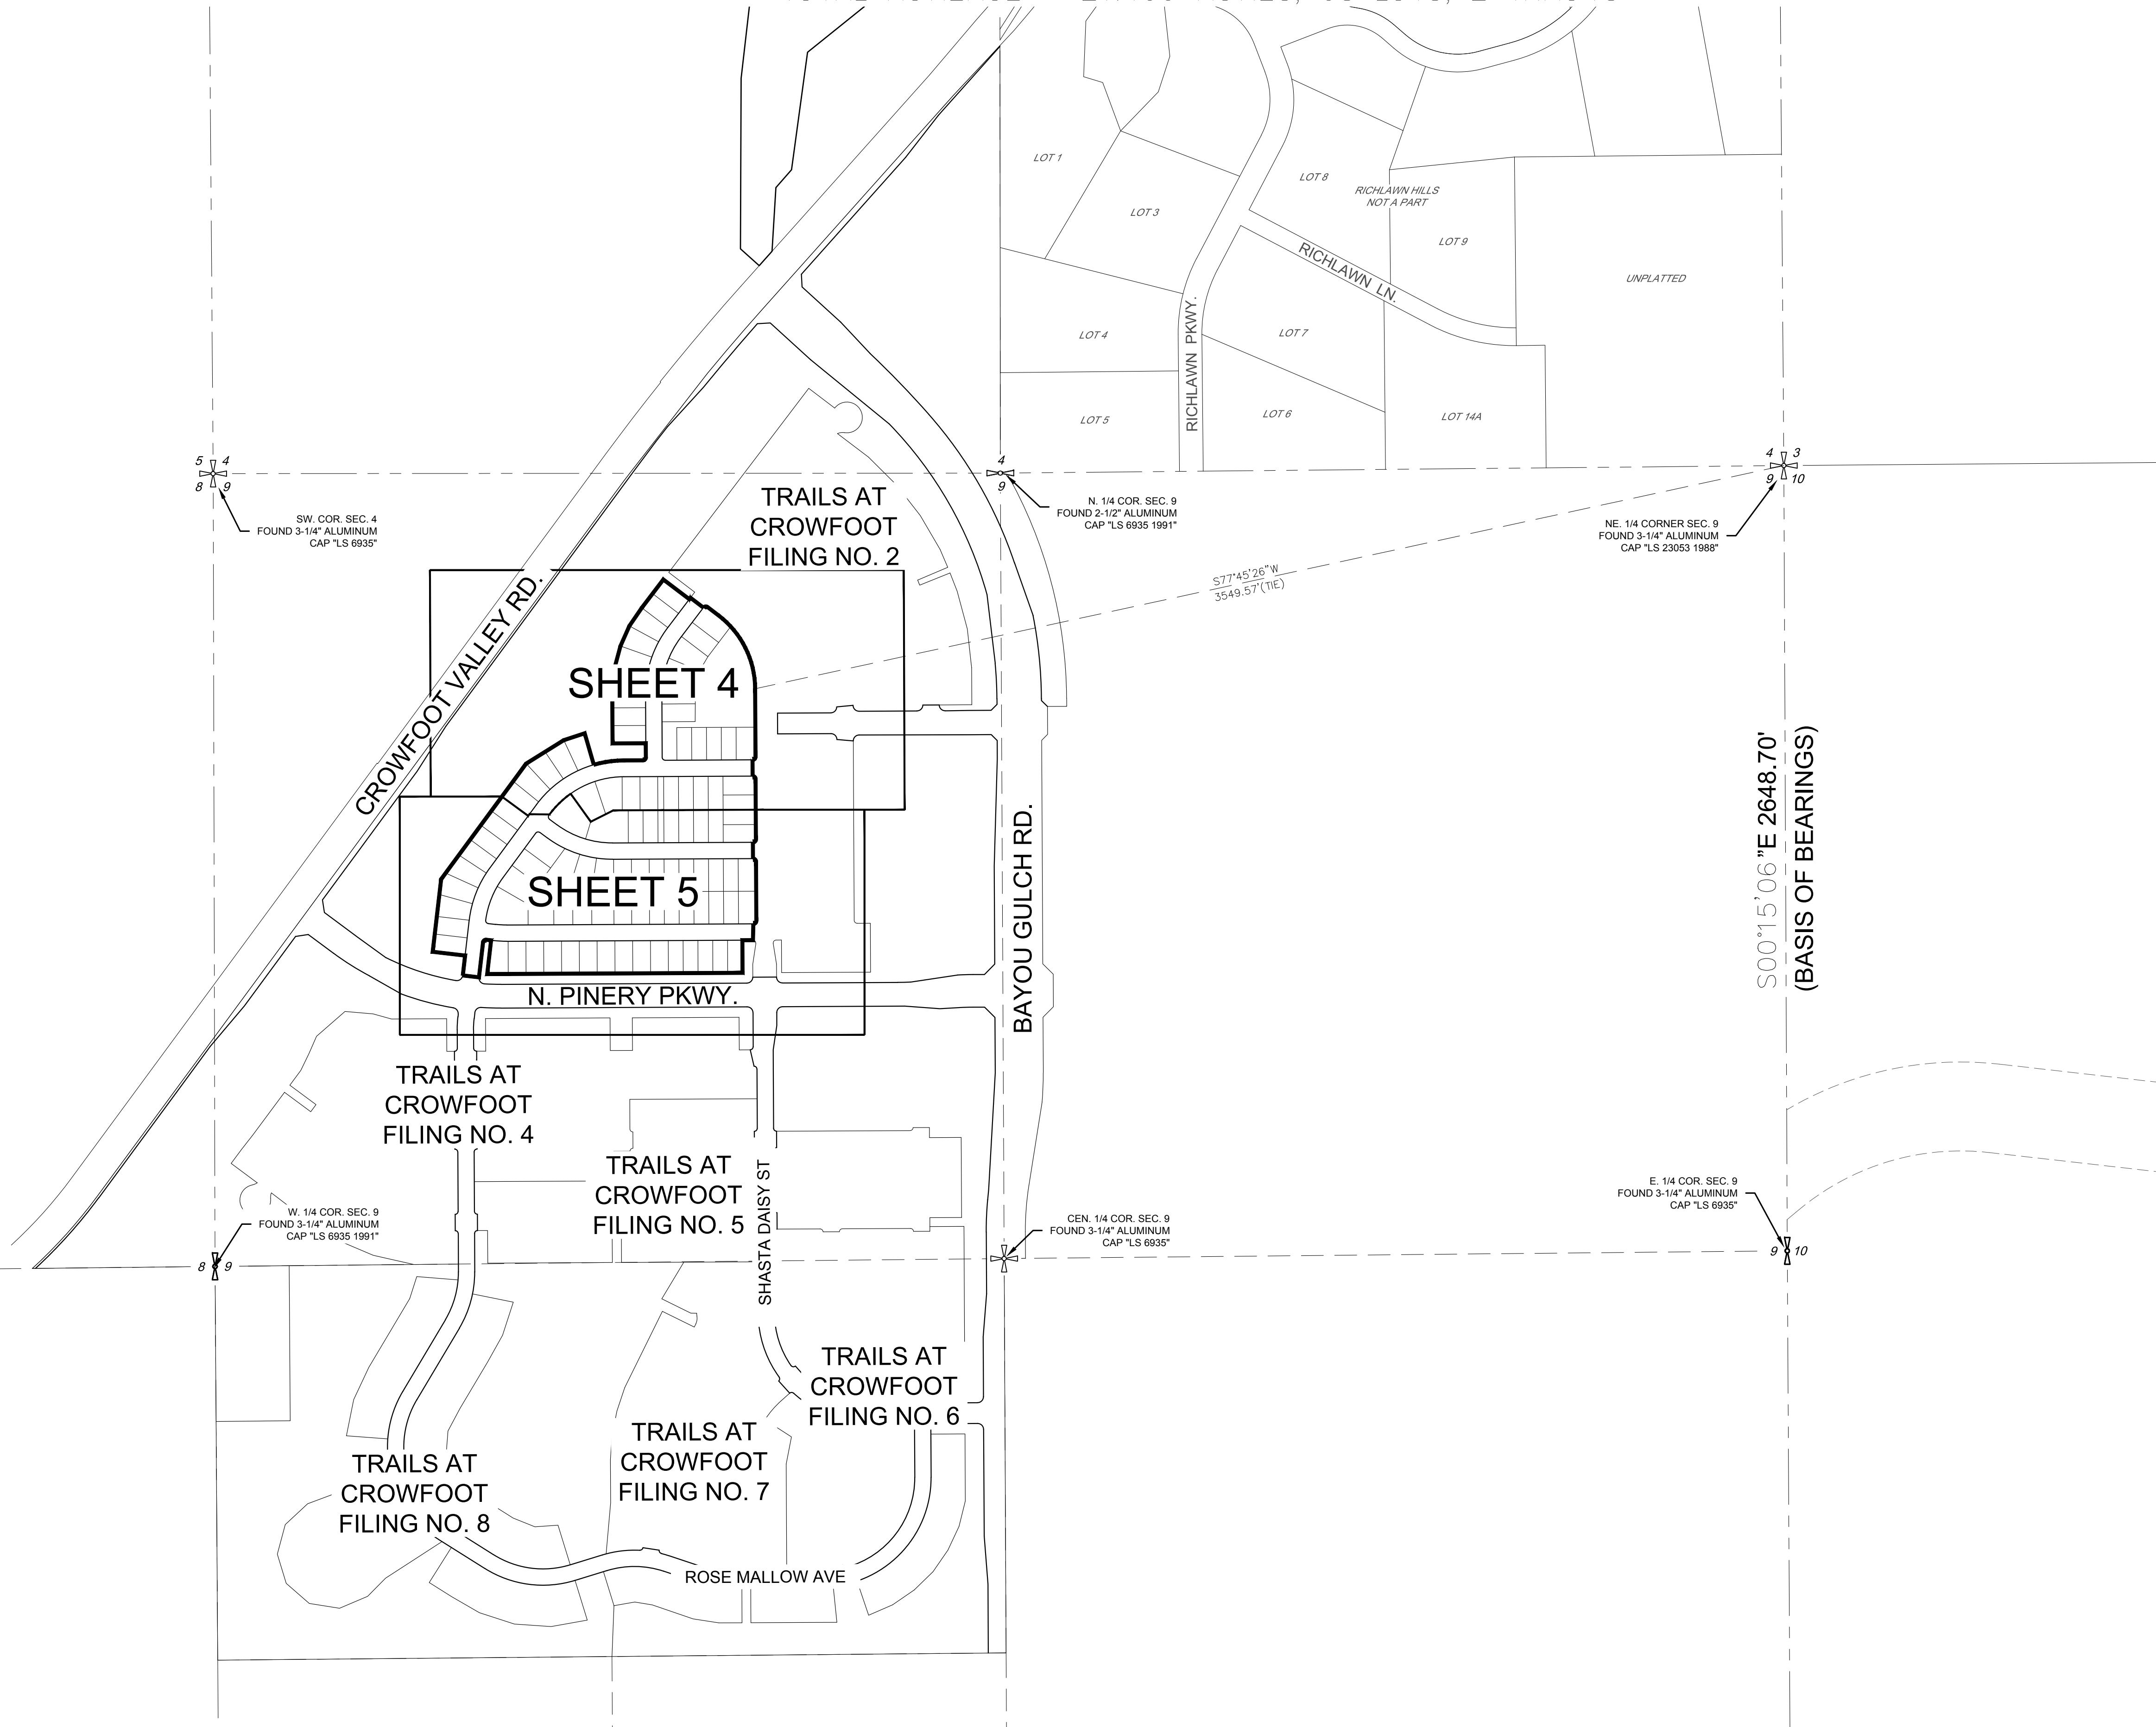 LOT 1
LOT 3
LOT 8
RICHLAWN HILLS
NOT A PART
LOT 9
RICHLAWN LN.
UNPLATTED
LOT 4
RICHLAWN PKWY.
LOT 7
LOT 5
LOT 6
LOT 14A
5 4
8 9
4
9
4 3
9 10
SW. COR. SEC. 4
FOUND 3-1/4" ALUMINUM
CAP "LS 6935"
TRAILS AT
CROWFOOT
FILING NO. 2
N. 1/4 COR. SEC. 9
FOUND 2-1/2" ALUMINUM
CAP "LS 6935 1991"
NE. 1/4 CORNER SEC. 9
FOUND 3-1/4" ALUMINUM
CAP "LS 23053 1988"
S77°45'26"W
3549.57'(TIE)
CROWFOOT VALLEY RD.
SHEET 4
SHEET 5
BAYOU GULCH RD.
S00°15'06"E 2648.70'
(BASIS OF BEARINGS)
N. PINERY PKWY.
TRAILS AT
CROWFOOT
FILING NO. 4
TRAILS AT
CROWFOOT
FILING NO. 5
SHASTA DAISY ST
W. 1/4 COR. SEC. 9
FOUND 3-1/4" ALUMINUM
CAP "LS 6935 1991"
8 9
CEN. 1/4 COR. SEC. 9
FOUND 3-1/4" ALUMINUM
CAP "LS 6935"
E. 1/4 COR. SEC. 9
FOUND 3-1/4" ALUMINUM
CAP "LS 6935"
9 10
TRAILS AT
CROWFOOT
FILING NO. 6
TRAILS AT
CROWFOOT
FILING NO. 7
TRAILS AT
CROWFOOT
FILING NO. 8
ROSE MALLOW AVE